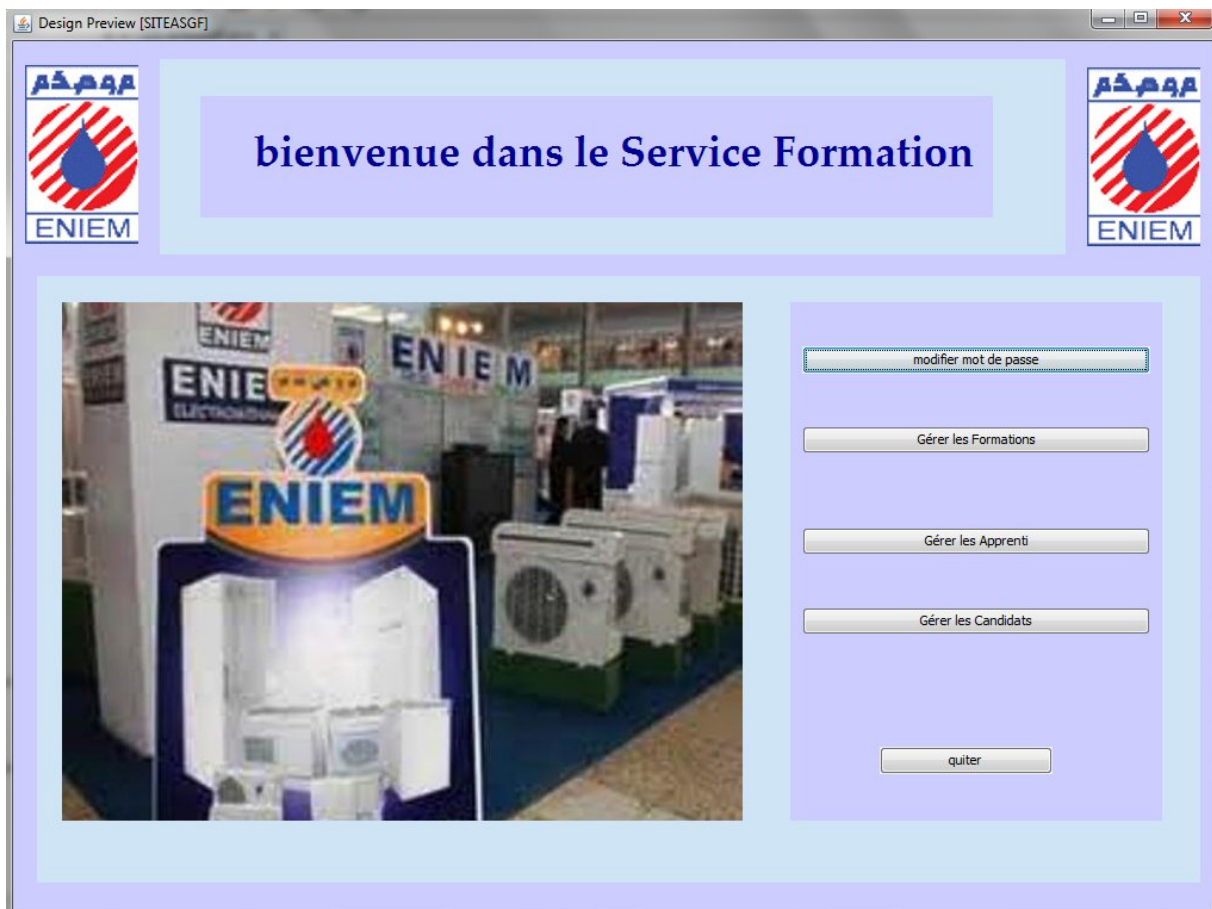 Design Preview [SITEASGF]
ENIEM
bienvenue dans le Service Formation
ENIEM
ENIEM
ENIEM
ENIE
ENIEM
modifier mot de passe
Gérer les Formations
Gérer les Apprenti
Gérer les Candidats
quiter